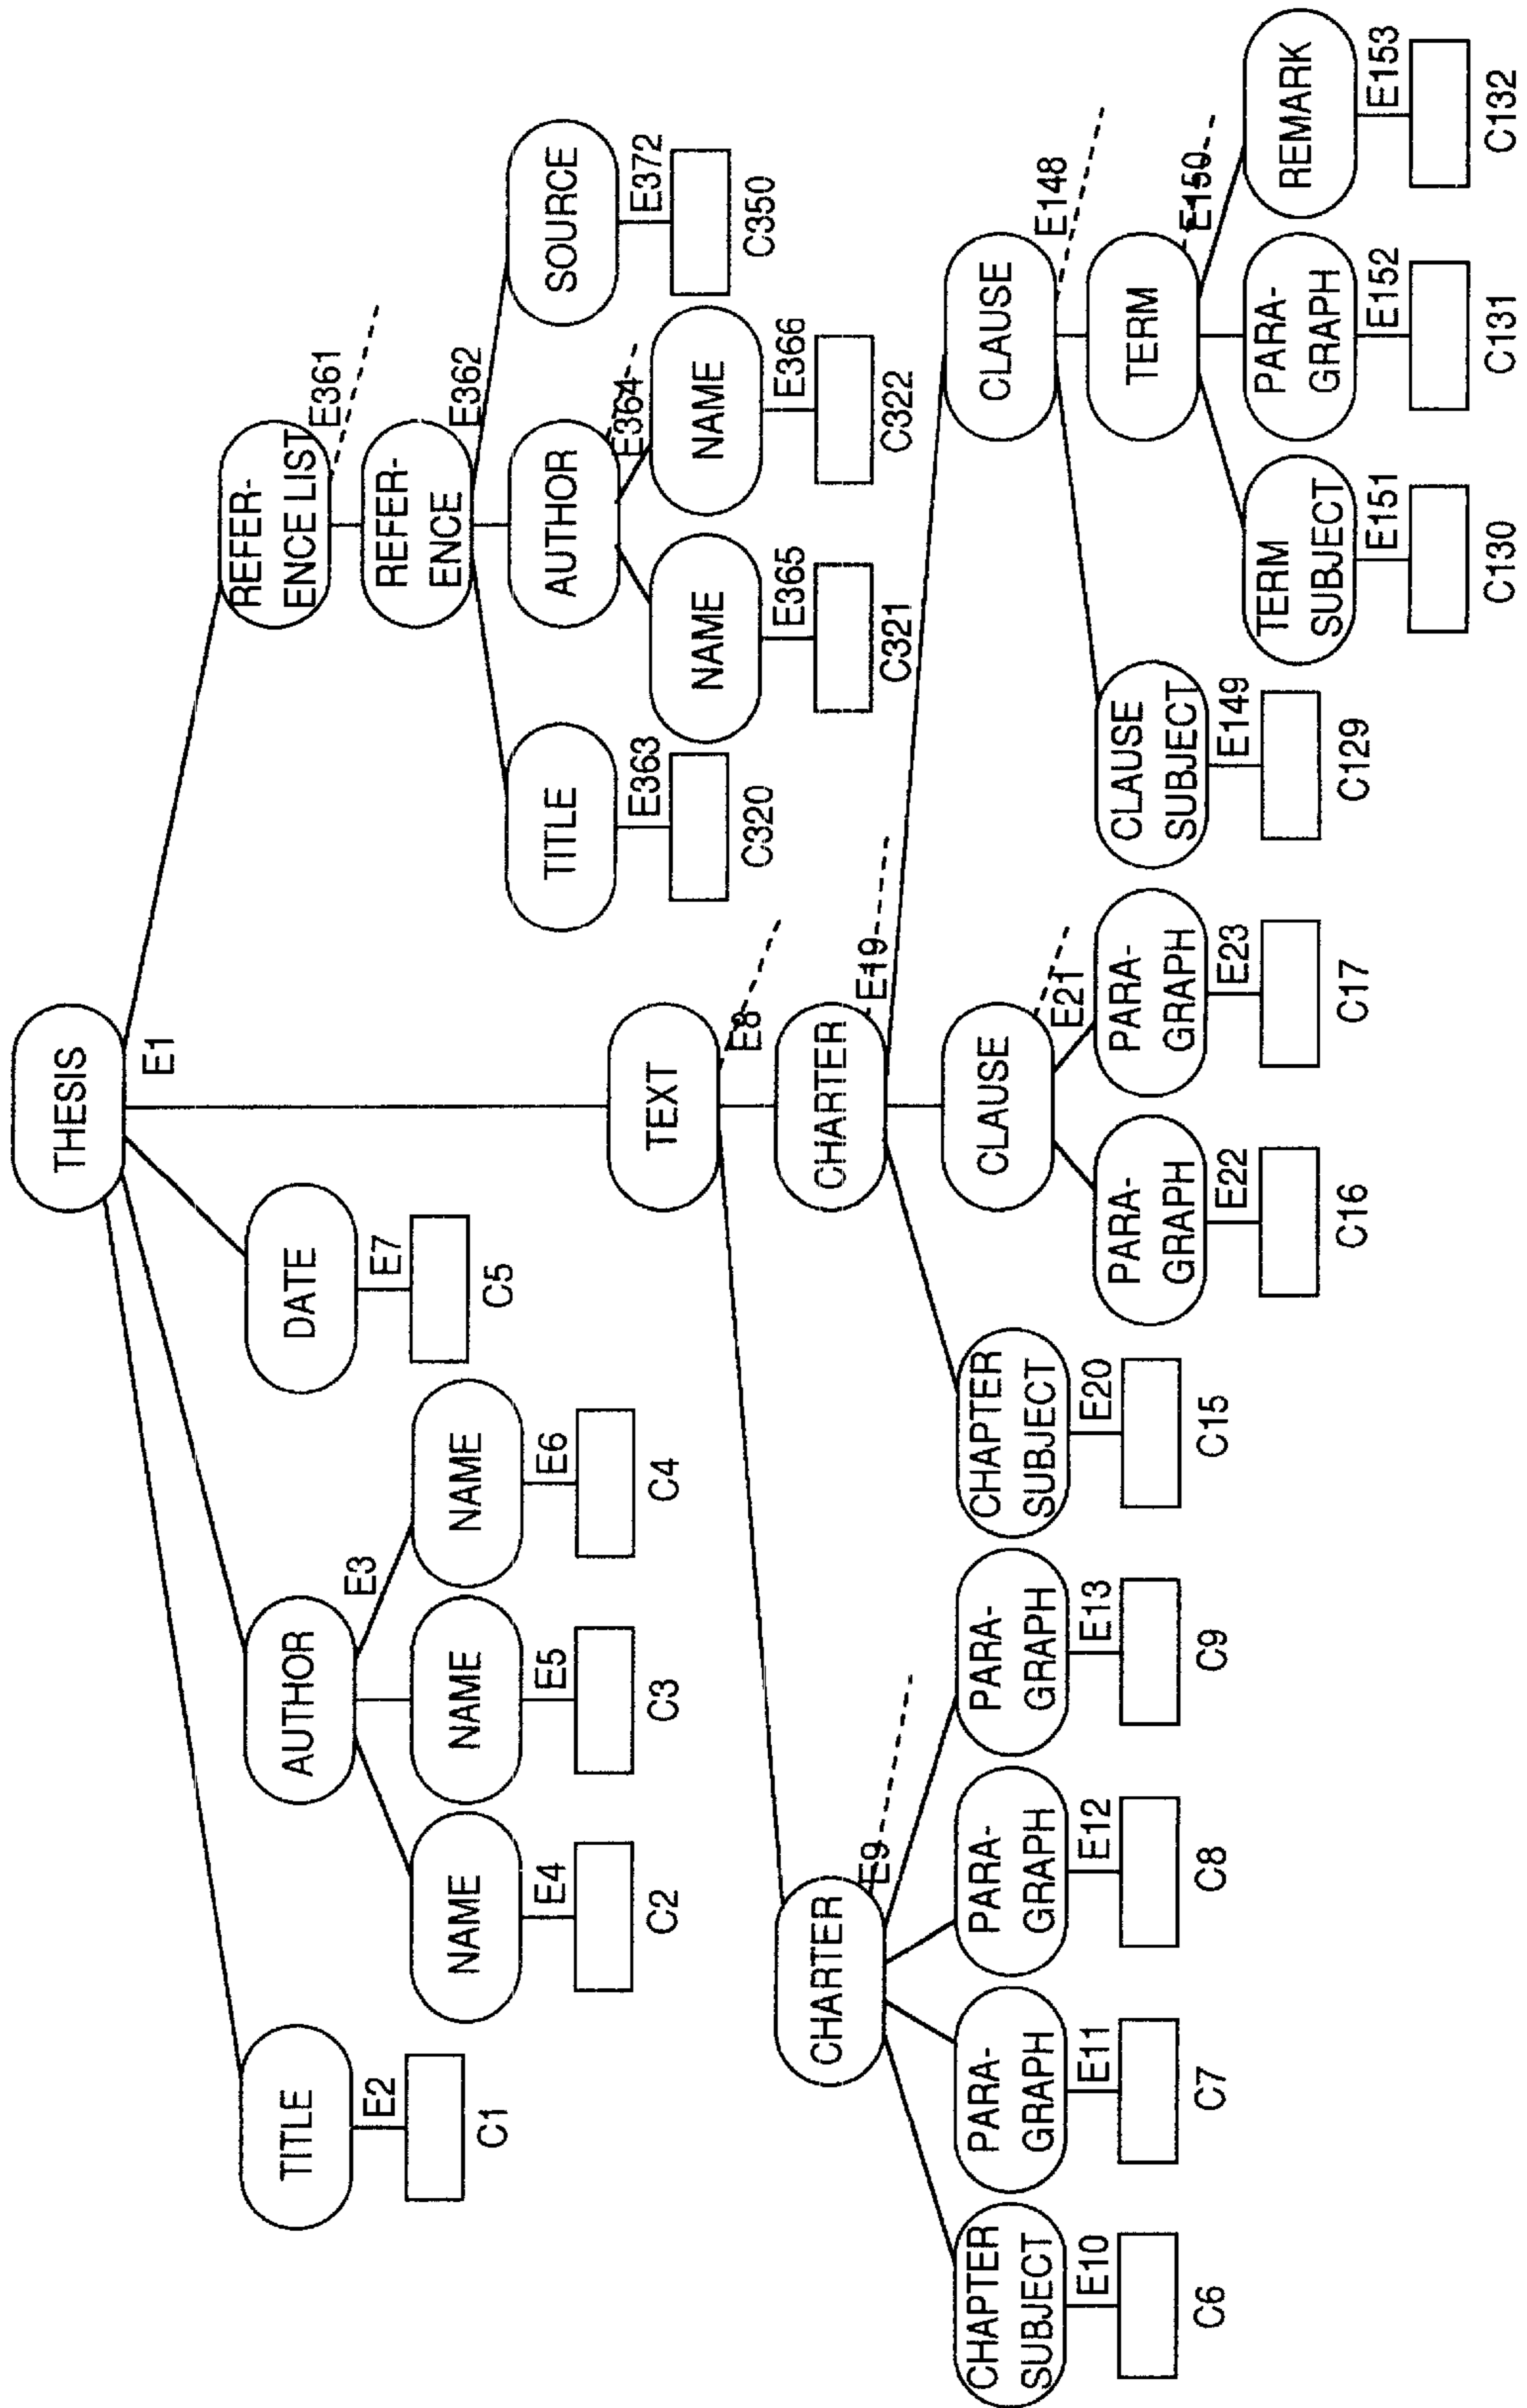 THESIS
E1
TITLE
E2
C1
AUTHOR
E3
NAME
E4
C2
NAME
E5
C3
NAME
E6
C4
DATE
E7
C5
TEXT
E8
CHARTER
E9
CHAPTER
SUBJECT
E10
C6
PARA-
GRAPH
E11
C7
PARA-
GRAPH
E12
C8
PARA-
GRAPH
E13
C9
CHARTER
E19
CHAPTER
SUBJECT
E20
C15
CLAUSE
E21
PARA-
GRAPH
E22
C16
PARA-
GRAPH
E23
C17
CLAUSE
E148
CLAUSE
SUBJECT
E149
C129
TERM
E150
TERM
SUBJECT
E151
C130
PARA-
GRAPH
E152
C131
REMARK
E153
C132
REFER-
ENCE LIST
E361
REFER-
ENCE
E362
TITLE
E363
C320
AUTHOR
E364
NAME
E365
C321
NAME
E366
C322
SOURCE
E372
C350